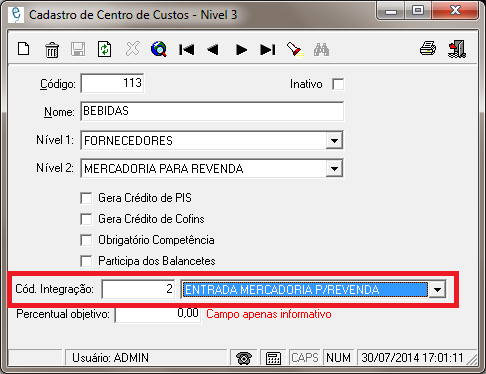 Cadastro de Centro de Custos - Nivel 3
Código: 113 Inativo
Nome: BEBIDAS
Nível 1: FORNECEDORES
Nível 2: MERCADORIA PARA REVENDA
Gera Crédito de PIS
Gera Crédito de Cofins
Obrigatório Competência
Participa dos Balancetes
Cód. Integração: 2 ENTRADA MERCADORIA P/REVENDA
Percentual objetivo: 0,00 Campo apenas informativo
Usuário: ADMIN CAPS NUM 30/07/2014 17:01:11